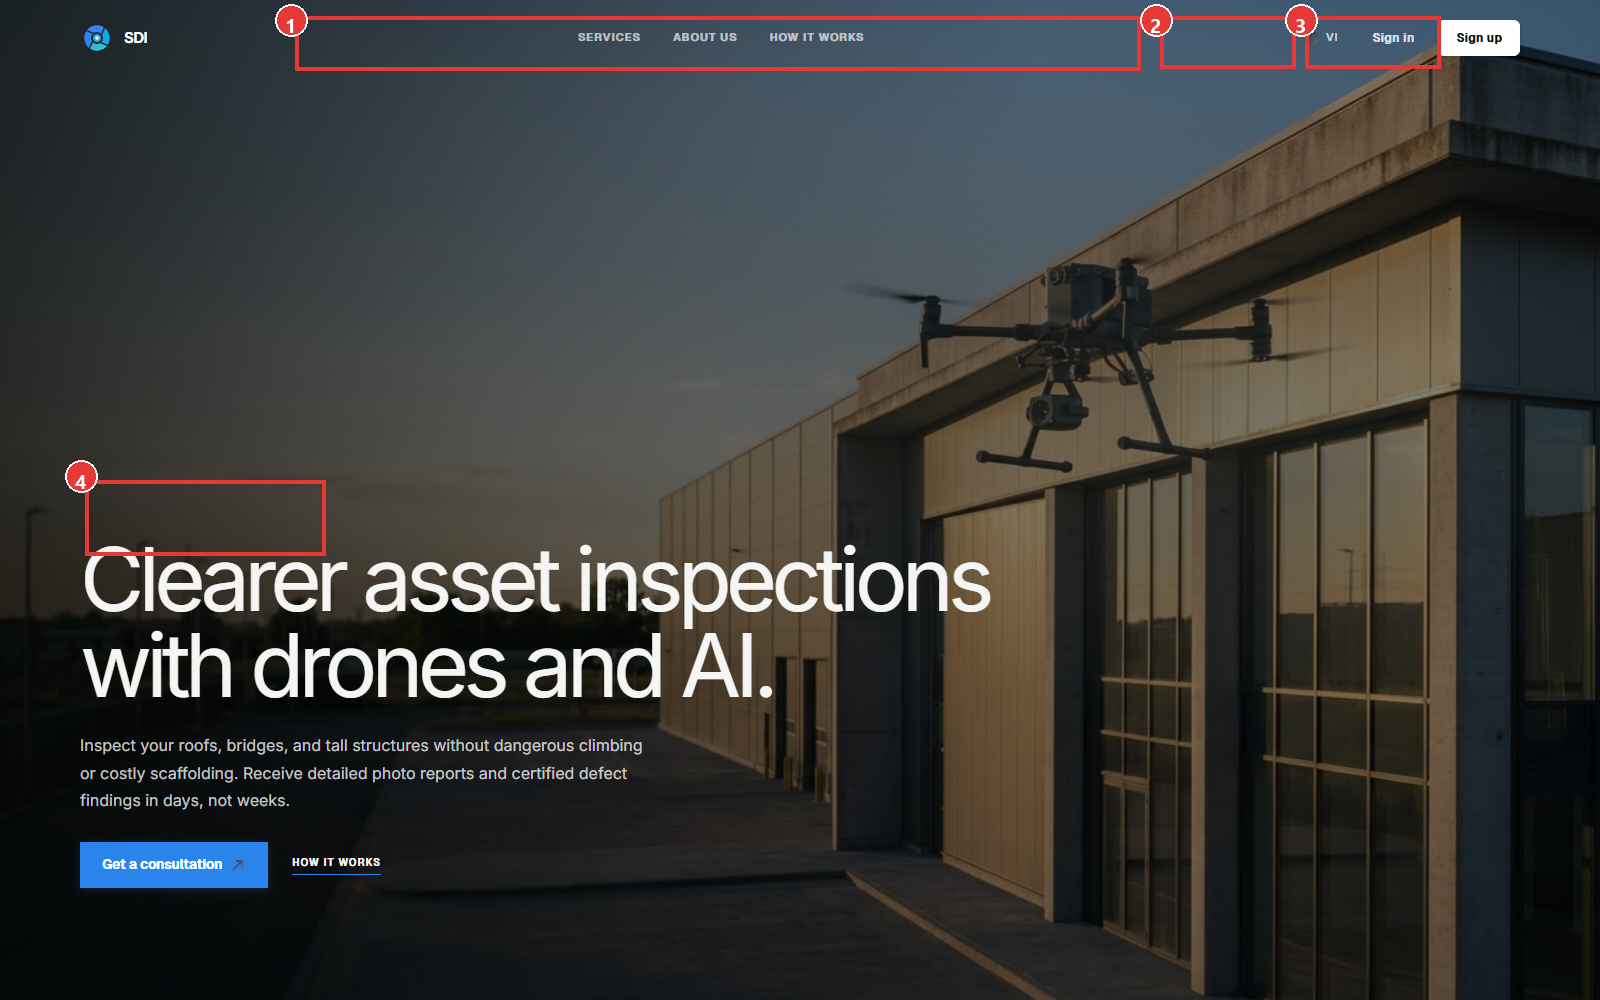 1
2
3
SDI
SERVICES ABOUT US HOW IT WORKS
VI
Sign in
Sign up
4
Clearer asset inspections
with drones and AI.
Inspect your roofs, bridges, and tall structures without dangerous climbing
or costly scaffolding. Receive detailed photo reports and certified defect
findings in days, not weeks.
Get a consultation ↗
HOW IT WORKS